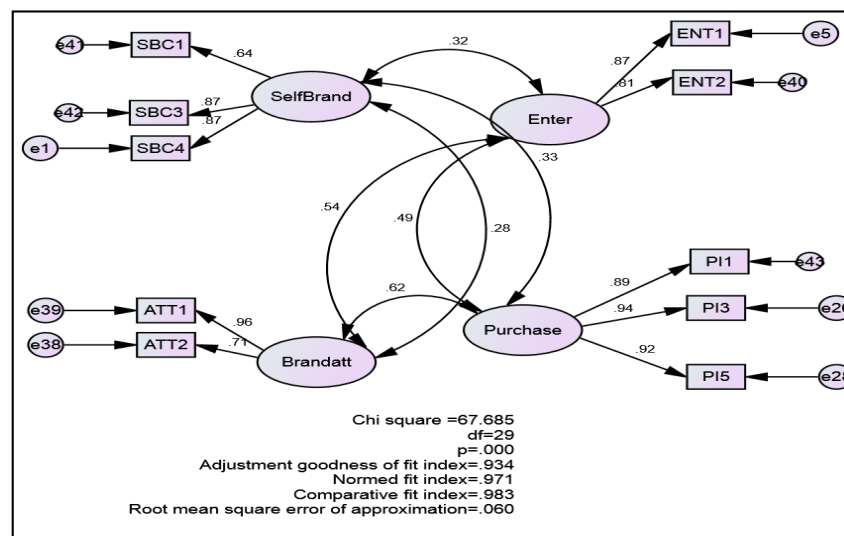 e41
SBC1
.64
e42
SBC3
.87
e1
SBC4
.87
SelfBrand
.32
ENT1
e5
.87
ENT2
e40
.81
Enter
.33
.54
.49
.28
.62
e39
ATT1
.96
e38
ATT2
.71
Brandatt
Purchase
PI1
e43
.89
PI3
.94
PI5
.92
Chi square =67.685
df=29
p=.000
Adjustment goodness of fit index=.934
Normed fit index=.971
Comparative fit index=.983
Root mean square error of approximation=.060